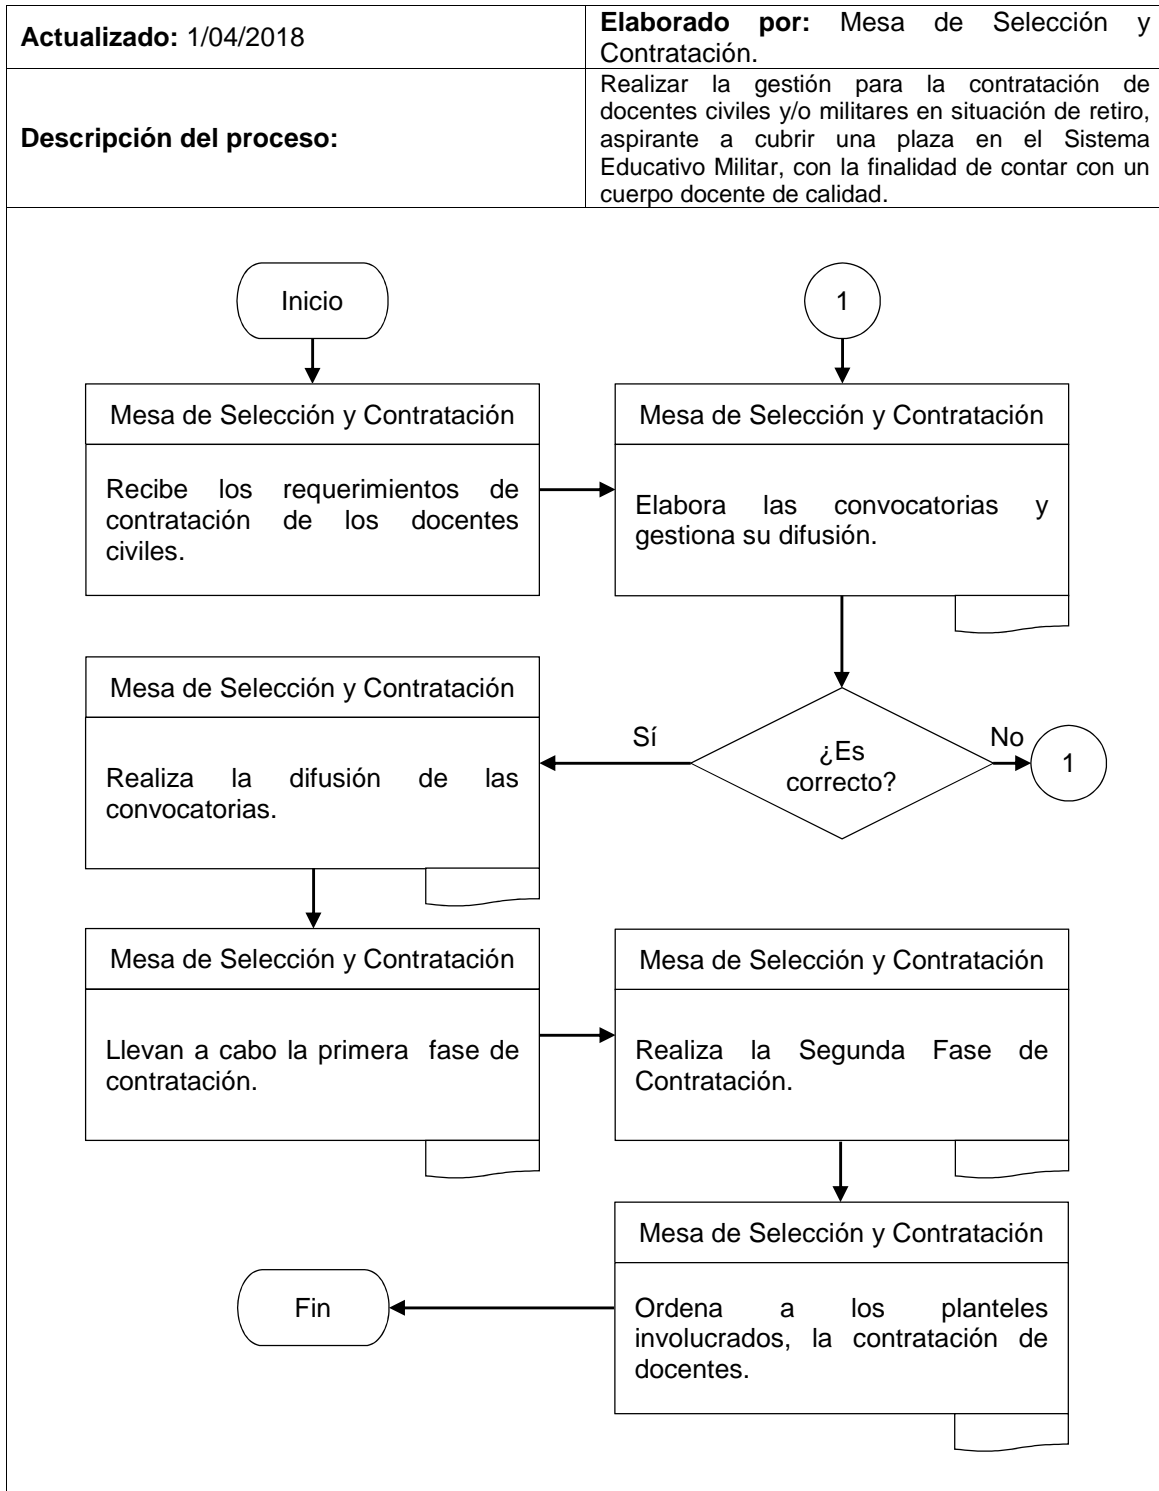 Actualizado: 1/04/2018
Elaborado por: Mesa de Selección y
Contratación.
Descripción del proceso:
Realizar la gestión para la contratación de
docentes civiles y/o militares en situación de retiro,
aspirante a cubrir una plaza en el Sistema
Educativo Militar, con la finalidad de contar con un
cuerpo docente de calidad.
Inicio
1
Mesa de Selección y Contratación
Recibe los requerimientos de
contratación de los docentes
civiles.
Mesa de Selección y Contratación
Elabora las convocatorias y
gestiona su difusión.
¿Es
correcto?
Sí
No
1
Mesa de Selección y Contratación
Realiza la difusión de las
convocatorias.
Mesa de Selección y Contratación
Llevan a cabo la primera fase de
contratación.
Mesa de Selección y Contratación
Realiza la Segunda Fase de
Contratación.
Mesa de Selección y Contratación
Ordena a los planteles
involucrados, la contratación de
docentes.
Fin